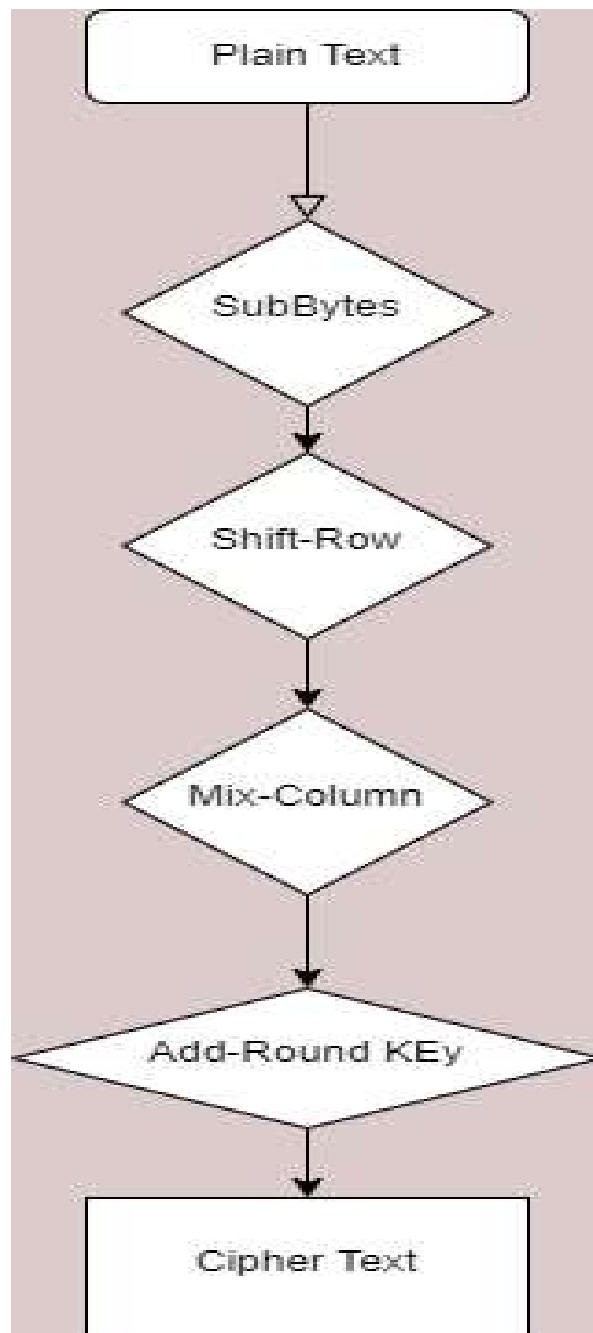 Plain Text
SubBytes
Shift-Row
Mix-Column
Add-Round KEy
Cipher Text